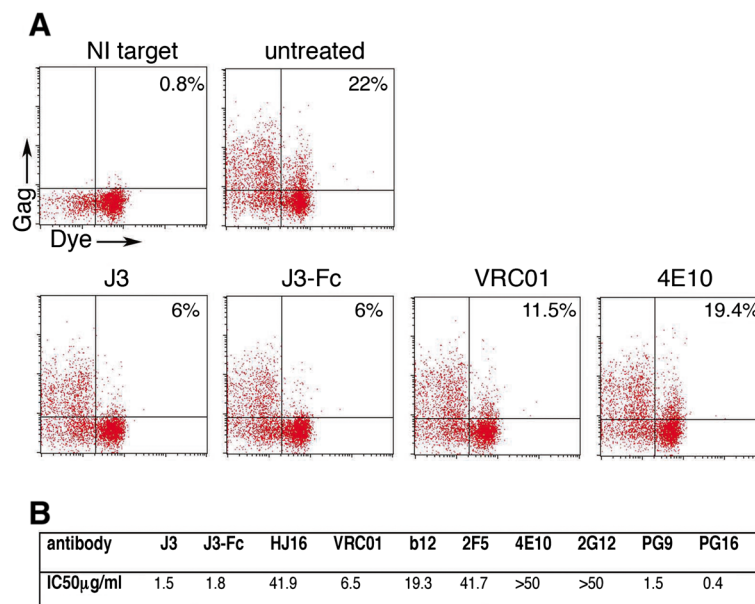 A
NI target
untreated
0.8%
22%
Gag
Dye
J3
J3-Fc
VRC01
4E10
6%
6%
11.5%
19.4%
B
antibody J3 J3-Fc HJ16 VRC01 b12 2F5 4E10 2G12 PG9 PG16
IC50µg/ml 1.5 1.8 41.9 6.5 19.3 41.7 >50 >50 1.5 0.4